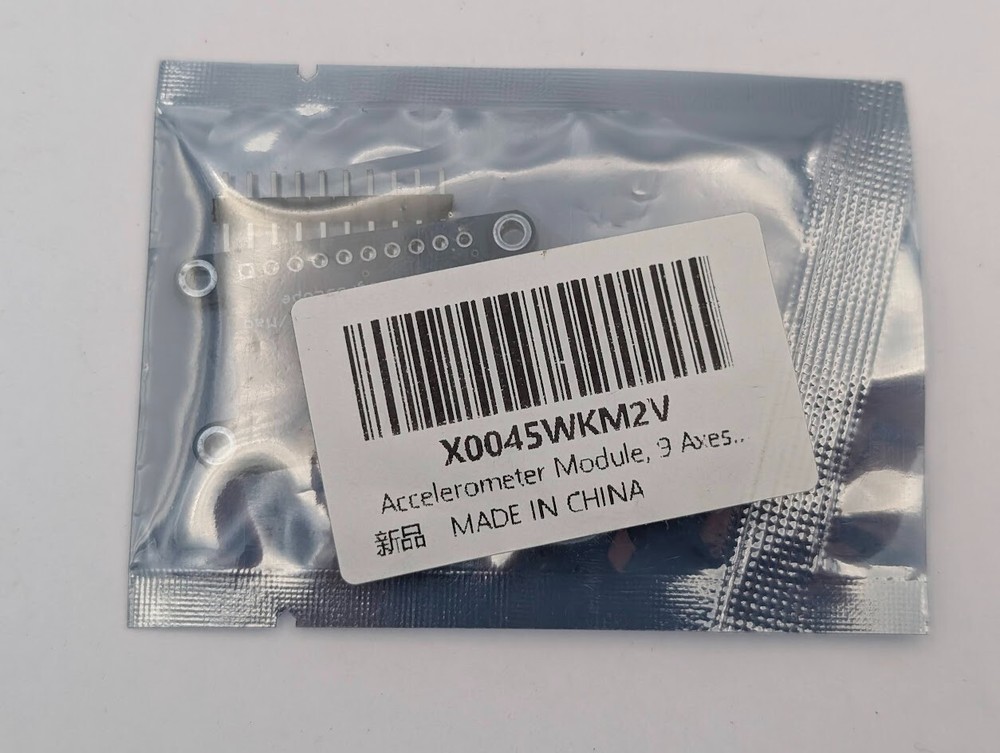 X0045WKM2V
Accelerometer Module, 9 Axes..
新品 MADE IN CHINA